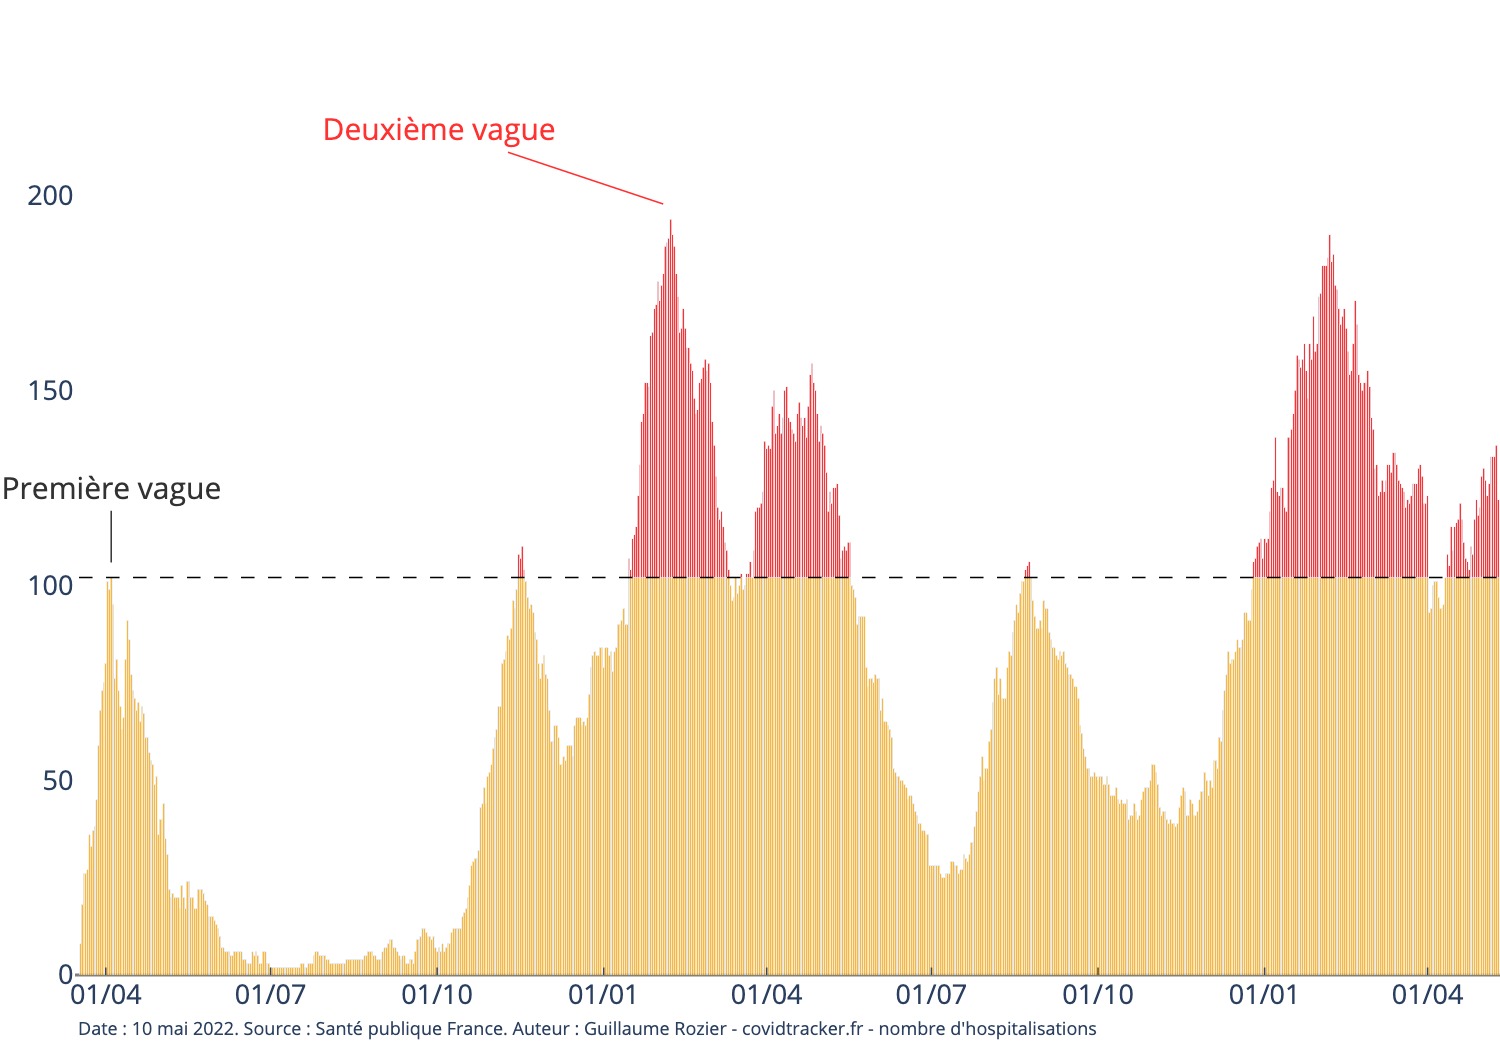 Deuxième vague
200
150
Première vague
100
50
0
01/04 01/07 01/10 01/01 01/04 01/07 01/10 01/01 01/04
Date : 10 mai 2022. Source : Santé publique France. Auteur : Guillaume Rozier - covidtracker.fr - nombre d'hospitalisations